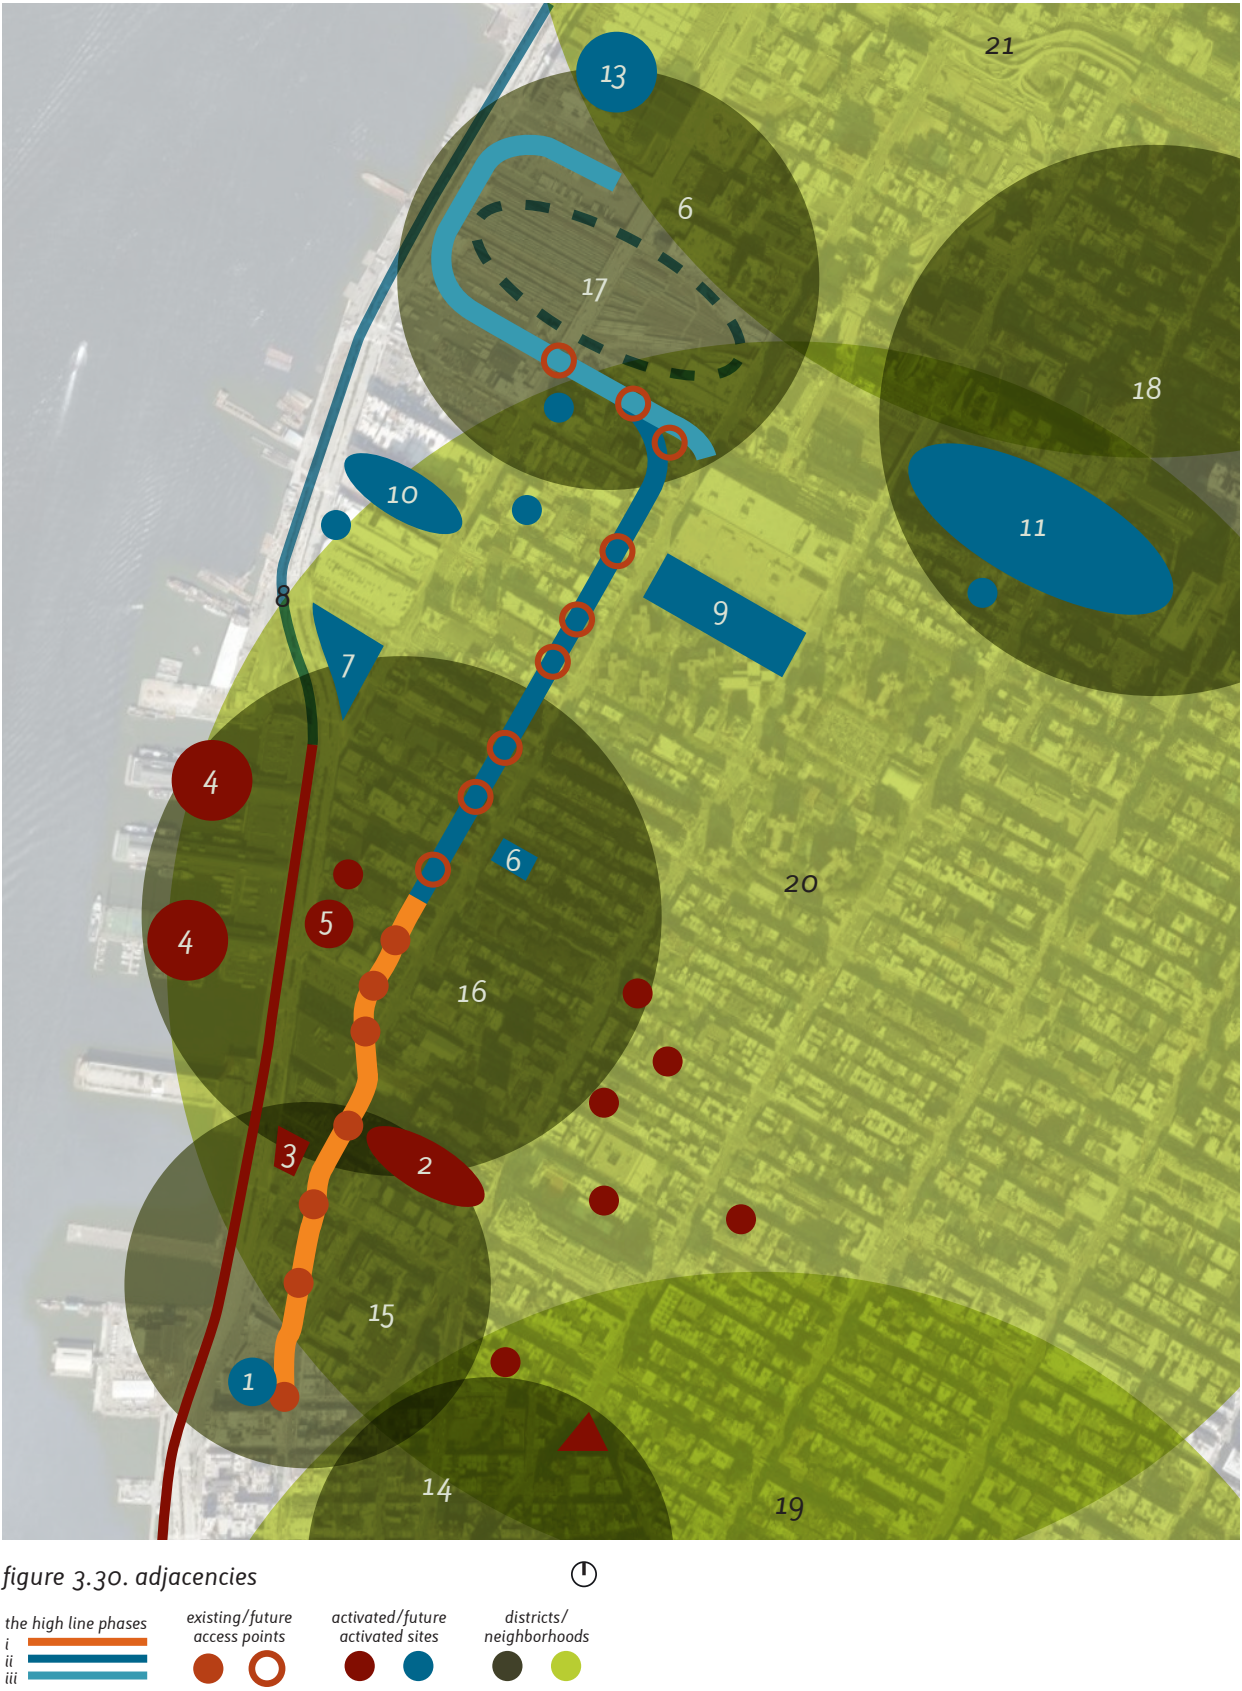 21
13
6
17
18
10
11
8
9
7
4
6
20
5
4
16
3
2
15
1
14
19
figure 3.30. adjacencies
the high line phases
i
ii
iii
existing/future
access points
activated/future
activated sites
districts/
neighborhoods